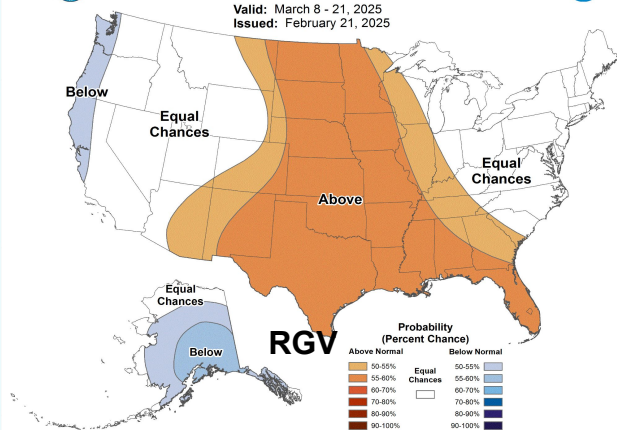 Valid: March 8 - 21, 2025
Issued: February 21, 2025
Below
Equal
Chances
Equal
Chances
Above
Equal
Chances
Below
RGV
Probability
(Percent Chance)
Above Normal
Below Normal
50-55%
55-60%
60-70%
70-80%
80-90%
90-100%
Equal
Chances
50-55%
55-60%
60-70%
70-80%
80-90%
90-100%